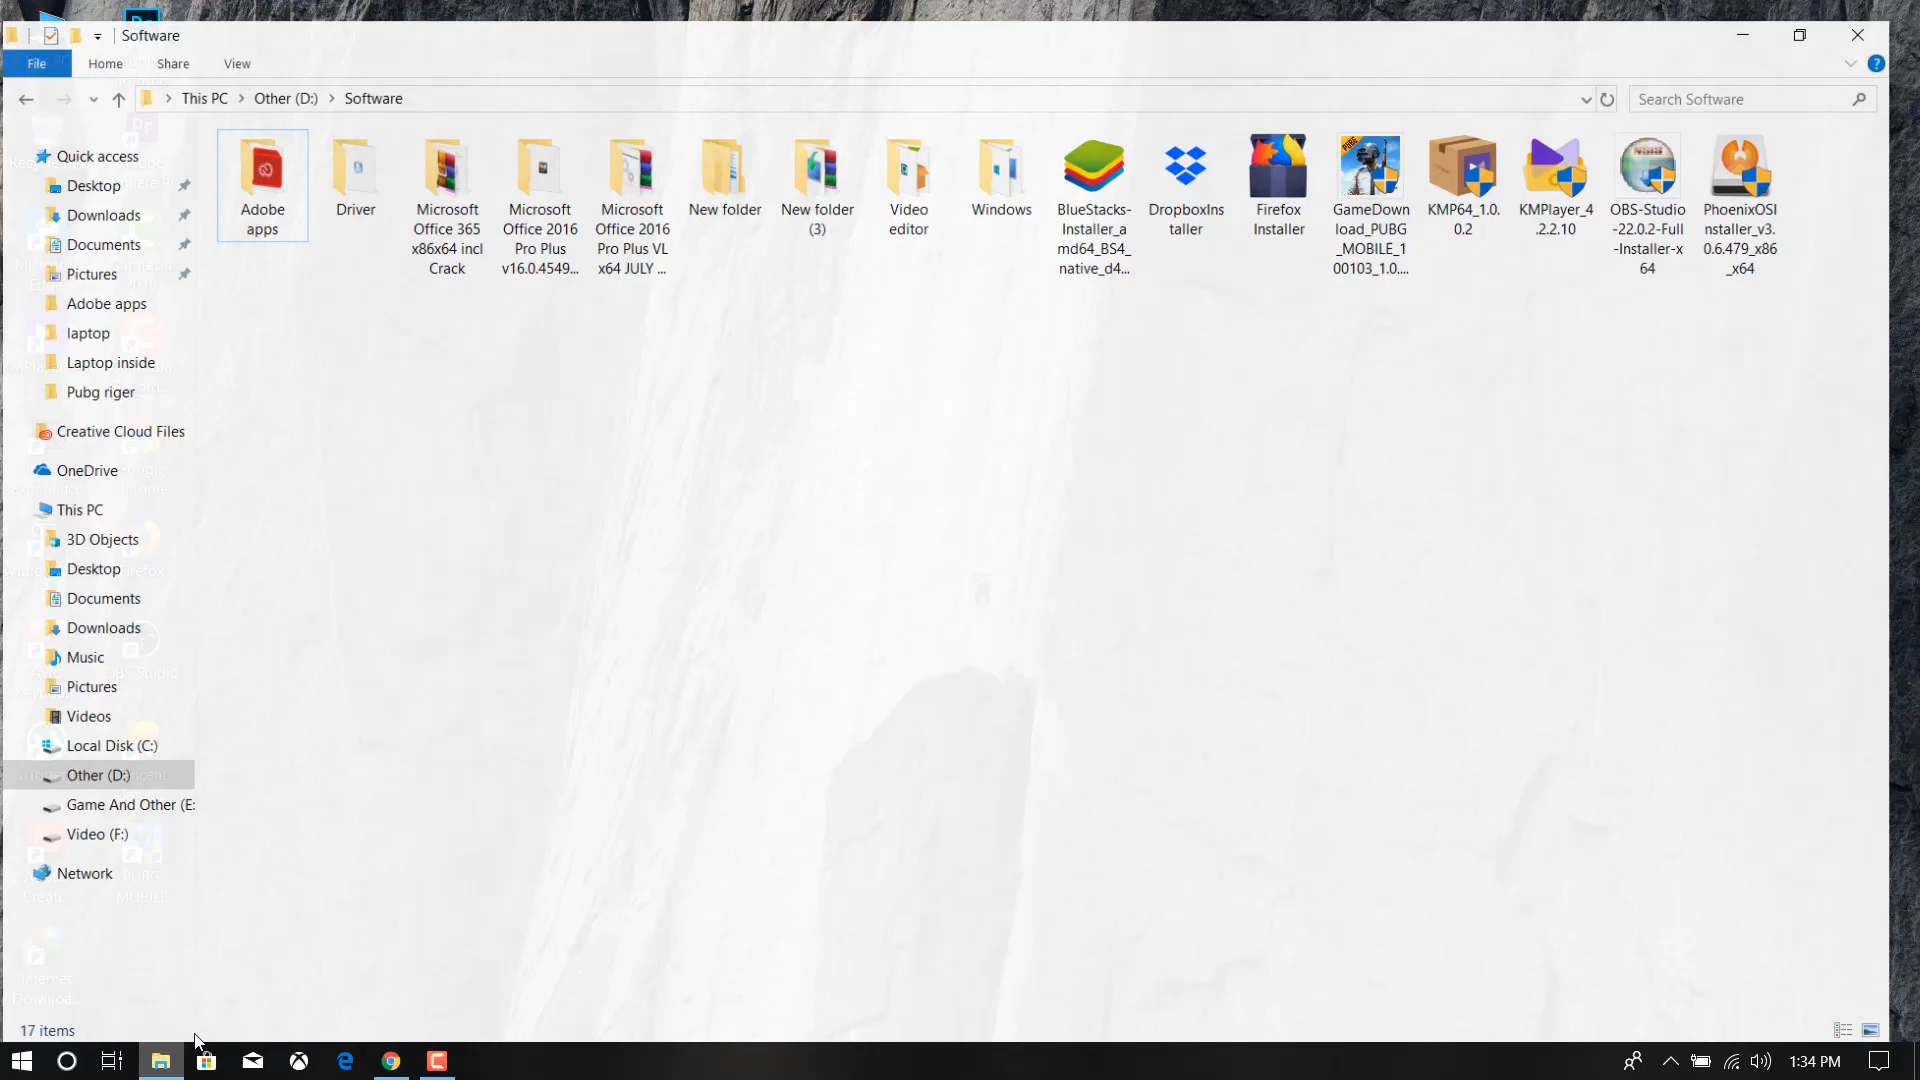 Software
File Home Share View
This PC Other (D:) Software
Search Software
Quick access
Desktop
Downloads
Documents
Pictures
Adobe apps
laptop
Laptop inside
Pubg riger
Creative Cloud Files
OneDrive
This PC
3D Objects
Desktop
Documents
Downloads
Music
Pictures
Videos
Local Disk (C:)
Other (D:)
Game And Other (E:
Video (F:)
Network
Adobe
apps
Driver
Microsoft
Office 365
x86x64 incl
Crack
Microsoft
Office 2016
Pro Plus
v16.0.4549...
Microsoft
Office 2016
Pro Plus VL
x64 JULY ...
New folder
New folder
(3)
Video
editor
Windows
BlueStacks-
Installer_a
md64_BS4_
native_d4...
DropboxIns
taller
Firefox
Installer
GameDown
load_PUBG
_MOBILE_1
00103_1.0....
KMP64_1.0.
0.2
KMPlayer_4
.2.2.10
OBS-Studio
-22.0.2-Full
-Installer-x
64
PhoenixOSI
nstaller_v3.
0.6.479_x86
_x64
17 items
1:34 PM